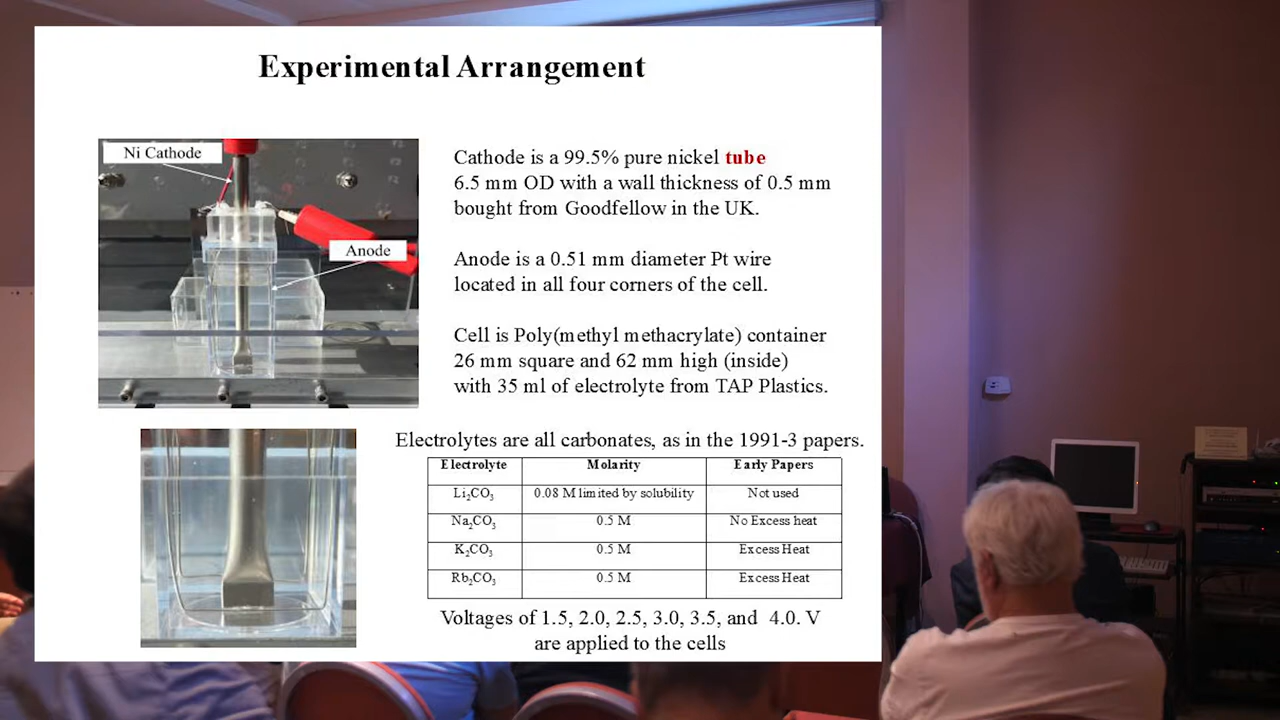 Experimental Arrangement
Ni Cathode
Anode
Cathode is a 99.5% pure nickel tube
6.5 mm OD with a wall thickness of 0.5 mm
bought from Goodfellow in the UK.
Anode is a 0.51 mm diameter Pt wire
located in all four corners of the cell.
Cell is Poly(methyl methacrylate) container
26 mm square and 62 mm high (inside)
with 35 ml of electrolyte from TAP Plastics.
Electrolytes are all carbonates, as in the 1991-3 papers.
Electrolyte Molarity Early Papers
Li₂CO₃ 0.08 M limited by solubility Not used
Na₂CO₃ 0.5 M No Excess heat
K₂CO₃ 0.5 M Excess Heat
Rb₂CO₃ 0.5 M Excess Heat
Voltages of 1.5, 2.0, 2.5, 3.0, 3.5, and 4.0. V
are applied to the cells